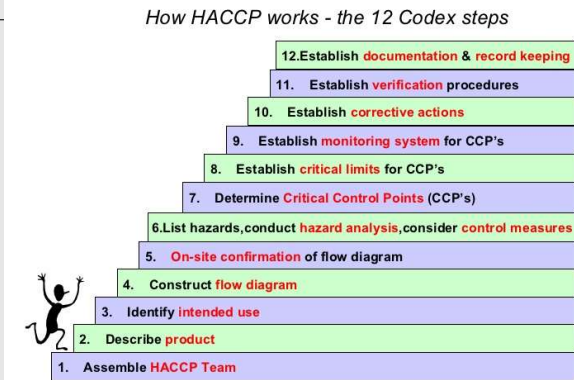 How HACCP works - the 12 Codex steps
12.Establish documentation & record keeping
11. Establish verification procedures
10. Establish corrective actions
9. Establish monitoring system for CCP's
8. Establish critical limits for CCP's
7. Determine Critical Control Points (CCP's)
6.List hazards,conduct hazard analysis,consider control measures
5. On-site confirmation of flow diagram
4. Construct flow diagram
3. Identify intended use
2. Describe product
1. Assemble HACCP Team